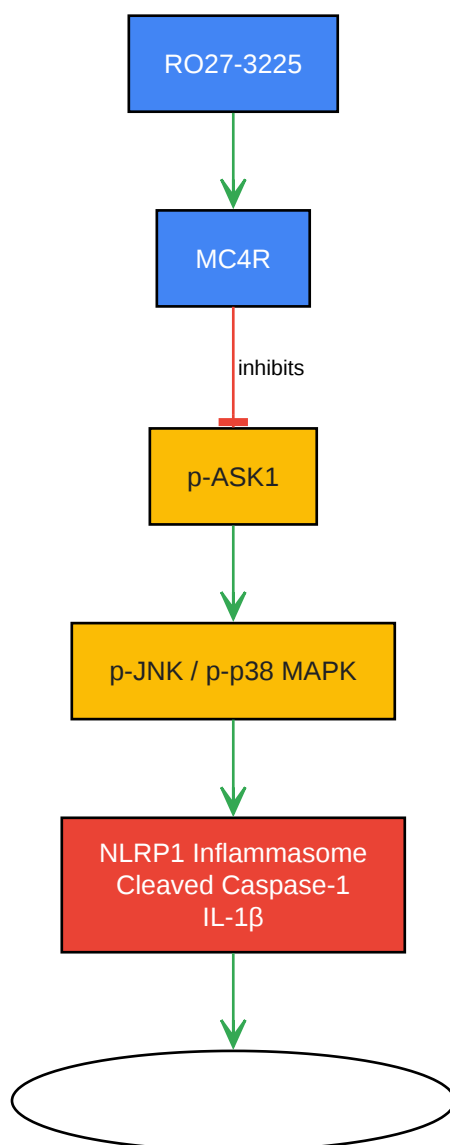 RO27-3225
MC4R
inhibits
p-ASK1
p-JNK / p-p38 MAPK
NLRP1 Inflammasome
Cleaved Caspase-1
IL-1β